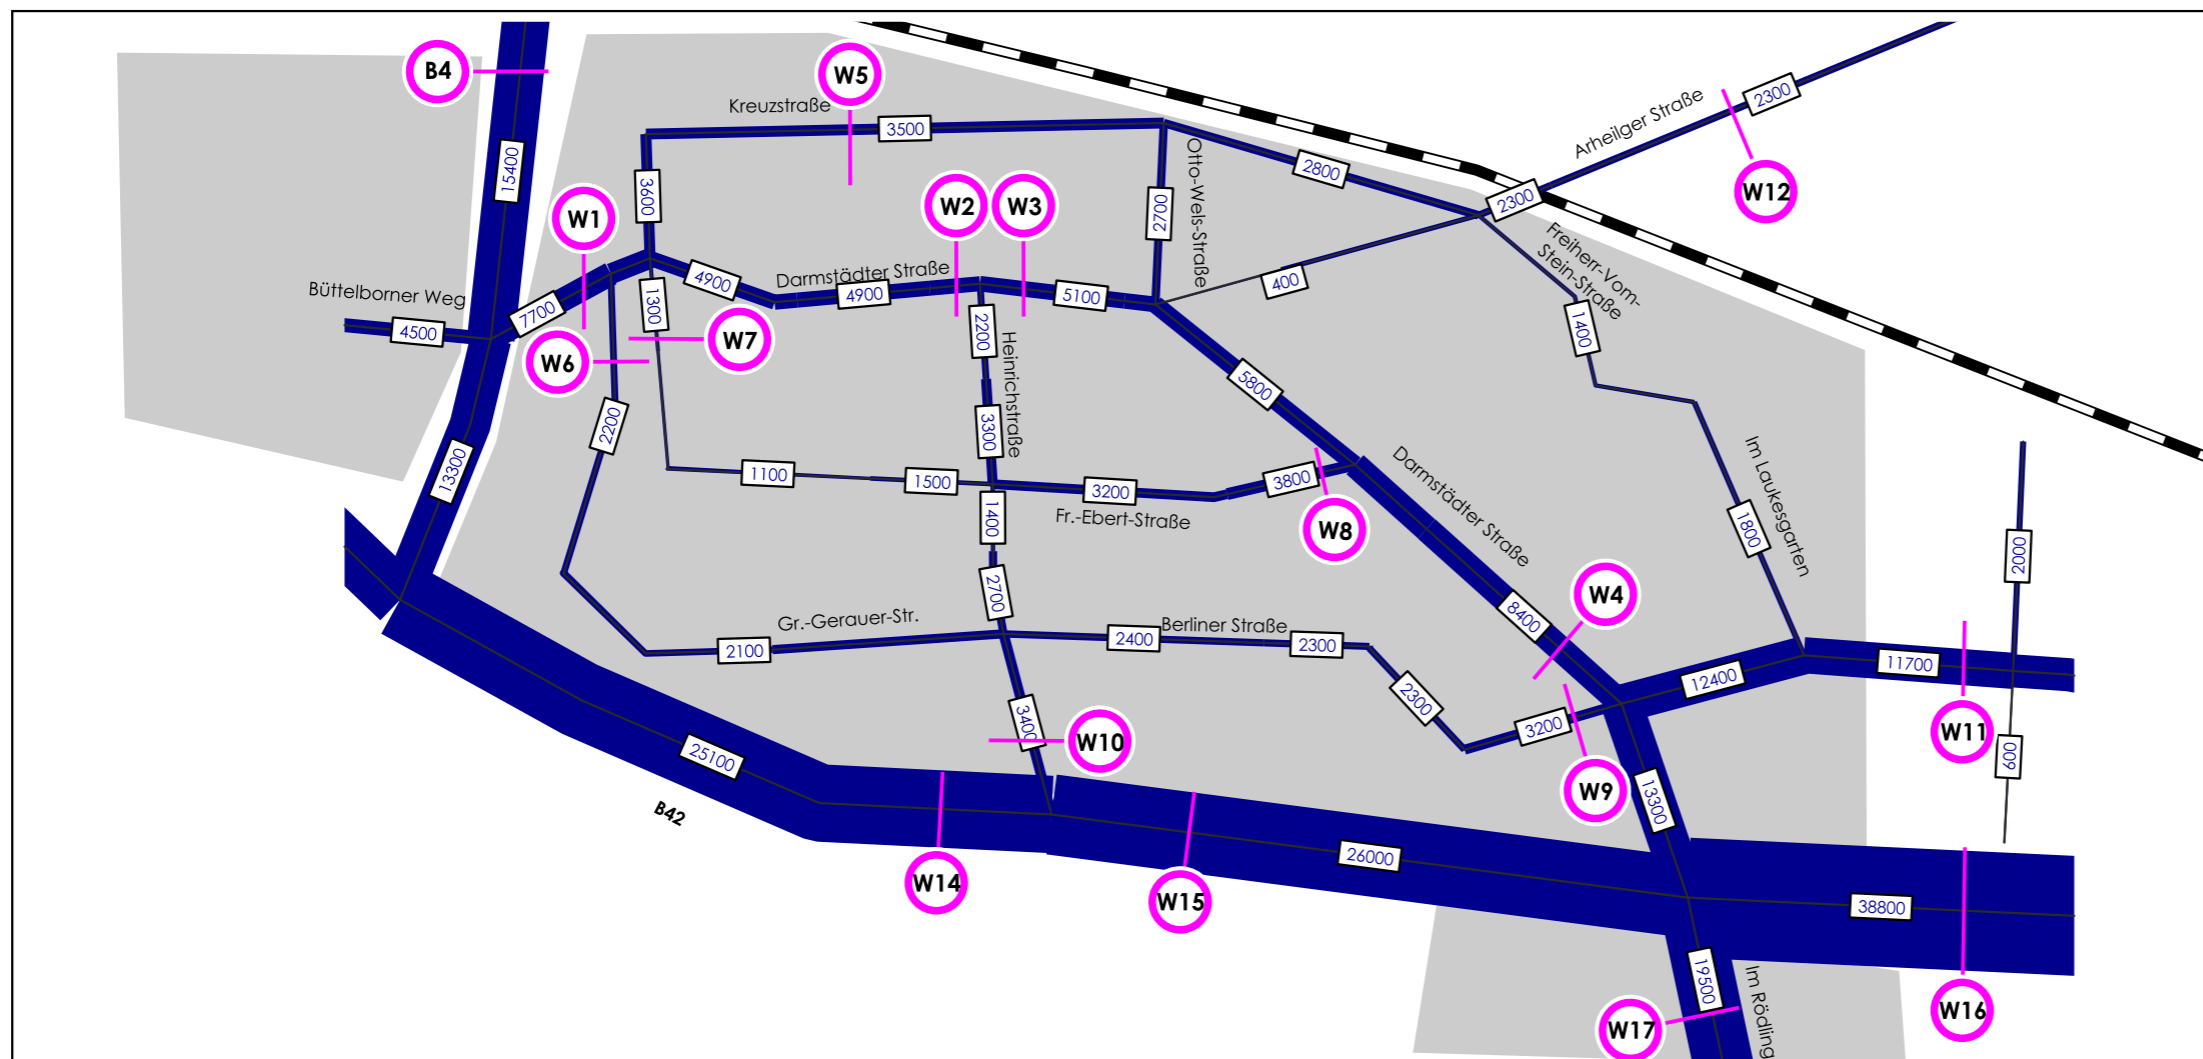 B4
W5
Kreuzstraße
3500
Arheilger Straße
2300
W12
15400
3600
W1
W2
W3
2700
Otto-Wels-Straße
2800
2300
Freiherr-Vom-
Stein-Straße
Büttelborner Weg
4500
7700
4900
Darmstädter Straße
4900
5100
400
1300
W7
W6
2200
Heinrichstraße
1400
5800
2200
3300
13300
1100
1500
3200
3800
Fr.-Ebert-Straße
W8
Darmstädter Straße
Im Laukesgarten
1800
2000
1400
2700
W4
8400
Gr.-Gerauer-Str.
2100
2400
Berliner Straße
2300
2300
3200
12400
11700
W11
600
3400
W10
W9
13300
25100
B42
W14
W15
26000
38800
W16
19500
Im Rödling
W17